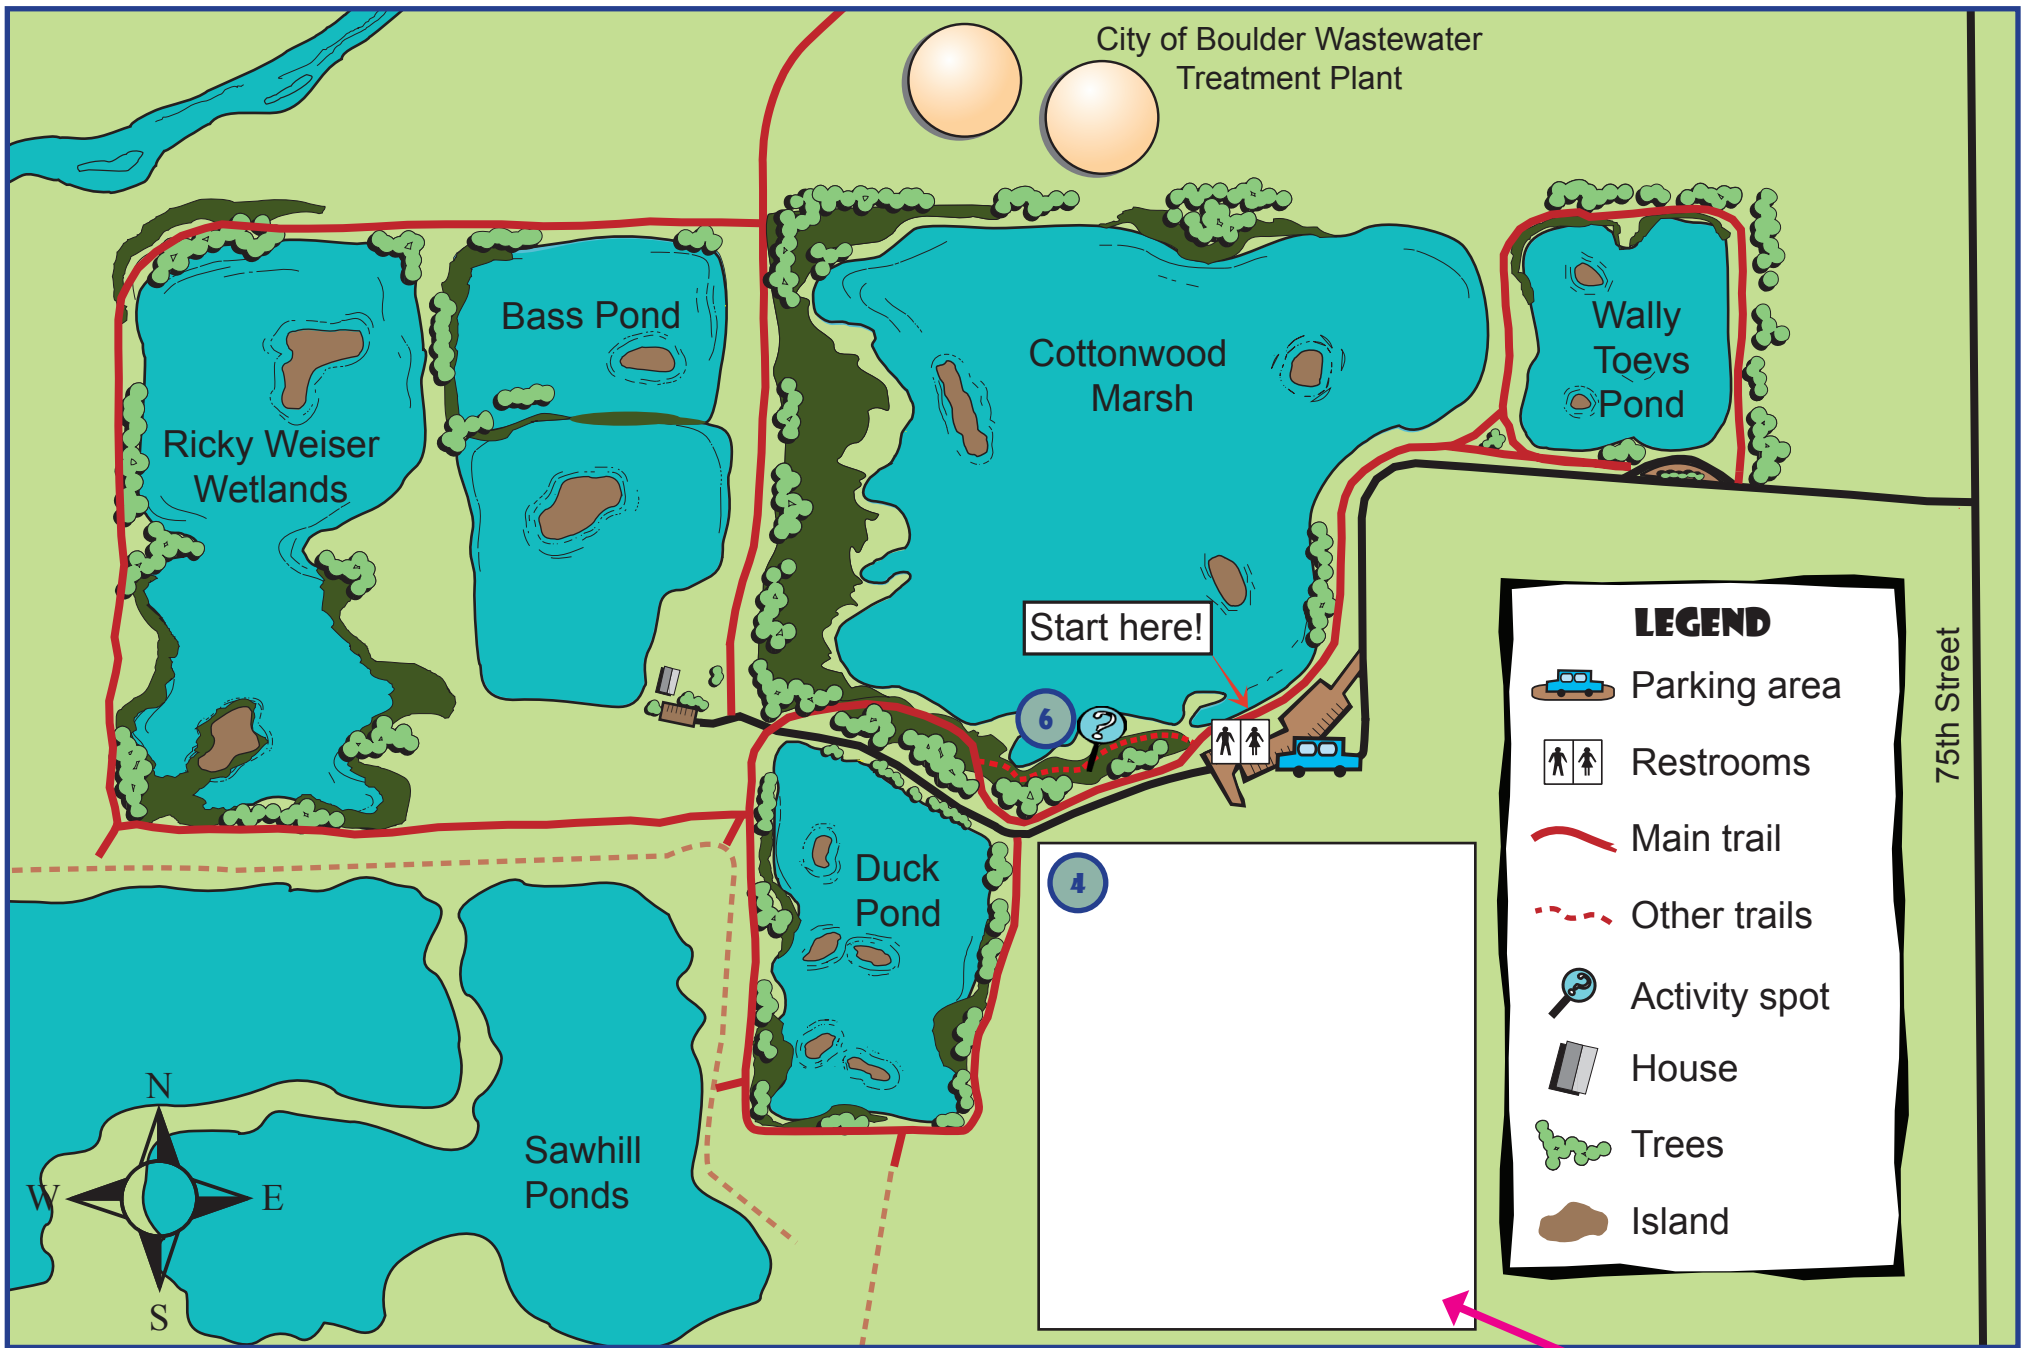 City of Boulder Wastewater
Treatment Plant
Bass Pond
Wally
Toevs
Pond
Cottonwood
Marsh
Ricky Weiser
Wetlands
Start here!
6
?
LEGEND
Parking area
Restrooms
Main trail
Other trails
Activity spot
House
Trees
Island
75th Street
Duck
Pond
4
Sawhill
Ponds
N
W
E
S